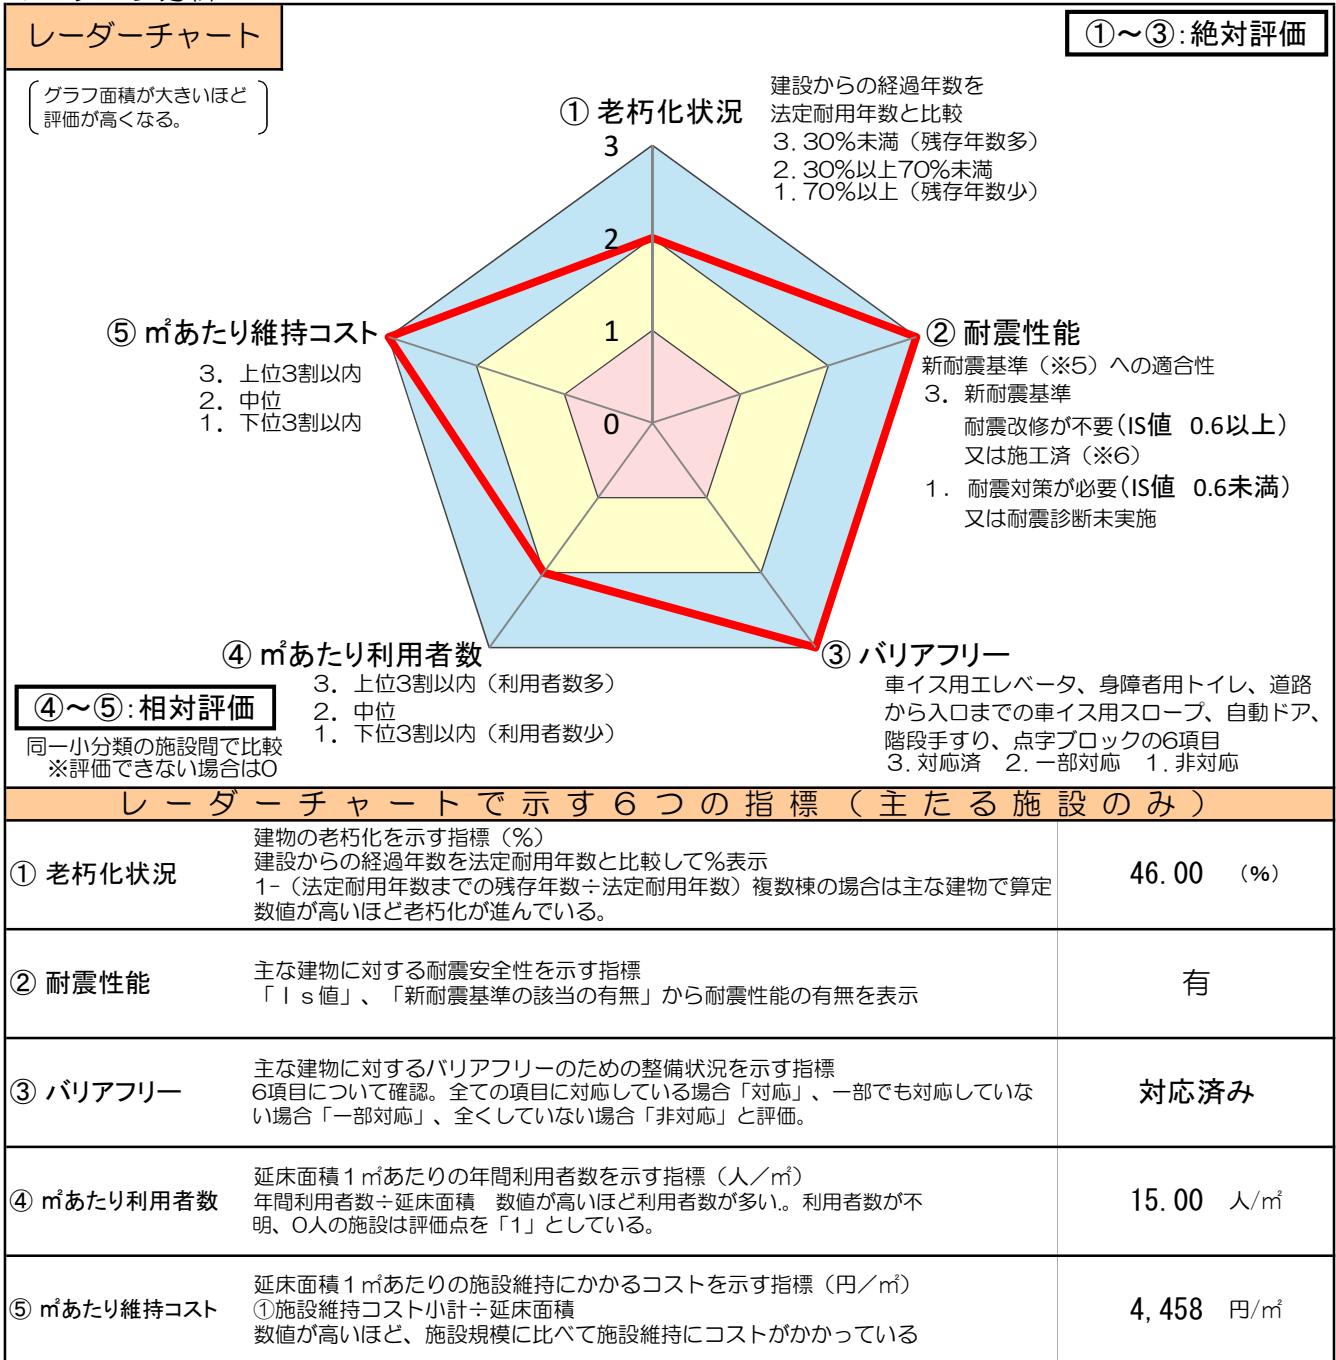 レーダーチャート
①～③：絶対評価
グラフ面積が大きいほど
評価が高くなる。
① 老朽化状況
建設からの経過年数を
法定耐用年数と比較
3．30％未満（残存年数多）
2．30％以上70％未満
1．70％以上（残存年数少）
3
2
1
0
② 耐震性能
新耐震基準（※5）への適合性
3．新耐震基準
耐震改修が不要（IS値 0.6以上）
又は施工済（※6）
1．耐震対策が必要（IS値 0.6未満）
又は耐震診断未実施
⑤ ㎡あたり維持コスト
3．上位3割以内
2．中位
1．下位3割以内
③ バリアフリー
車イス用エレベータ、身障者用トイレ、道路
から入口までの車イス用スロープ、自動ドア、
階段手すり、点字ブロックの6項目
3．対応済 2．一部対応 1．非対応
④ ㎡あたり利用者数
3．上位3割以内（利用者数多）
2．中位
1．下位3割以内（利用者数少）
④～⑤：相対評価
同一小分類の施設間で比較
※評価できない場合は0
レーダーチャートで示す６つの指標（主たる施設のみ）
① 老朽化状況
建物の老朽化を示す指標（％）
建設からの経過年数を法定耐用年数と比較して％表示
1-（法定耐用年数までの残存年数÷法定耐用年数）複数棟の場合は主な建物で算定
数値が高いほど老朽化が進んでいる。
46.00 （%）
② 耐震性能
主な建物に対する耐震安全性を示す指標
「Ｉｓ値」、「新耐震基準の該当の有無」から耐震性能の有無を表示
有
③ バリアフリー
主な建物に対するバリアフリーのための整備状況を示す指標
6項目について確認。全ての項目に対応している場合「対応」、一部でも対応していな
い場合「一部対応」、全くしていない場合「非対応」と評価。
対応済み
④ ㎡あたり利用者数
延床面積１㎡あたりの年間利用者数を示す指標（人／㎡）
年間利用者数÷延床面積　数値が高いほど利用者数が多い。利用者数が不
明、0人の施設は評価点を「1」としている。
15.00 人/㎡
⑤ ㎡あたり維持コスト
延床面積１㎡あたりの施設維持にかかるコストを示す指標（円／㎡）
①施設維持コスト小計÷延床面積
数値が高いほど、施設規模に比べて施設維持にコストがかかっている
4,458 円/㎡